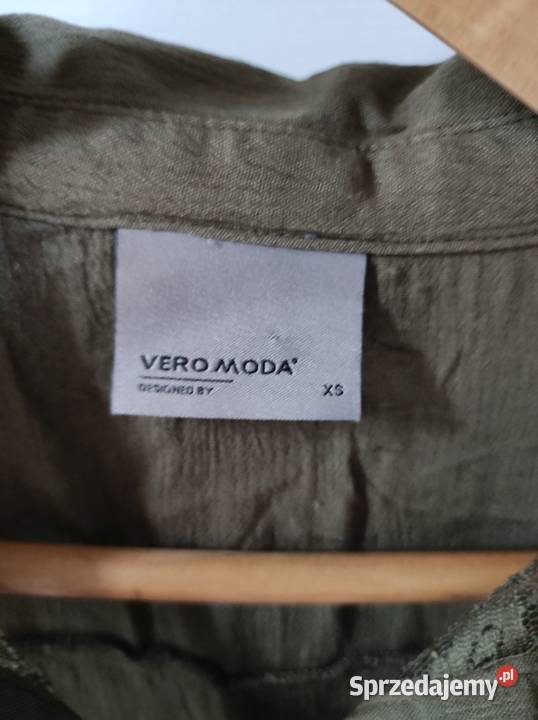 VERO MODA®
DESIGNED BY
XS
Sprzedajemy.pl